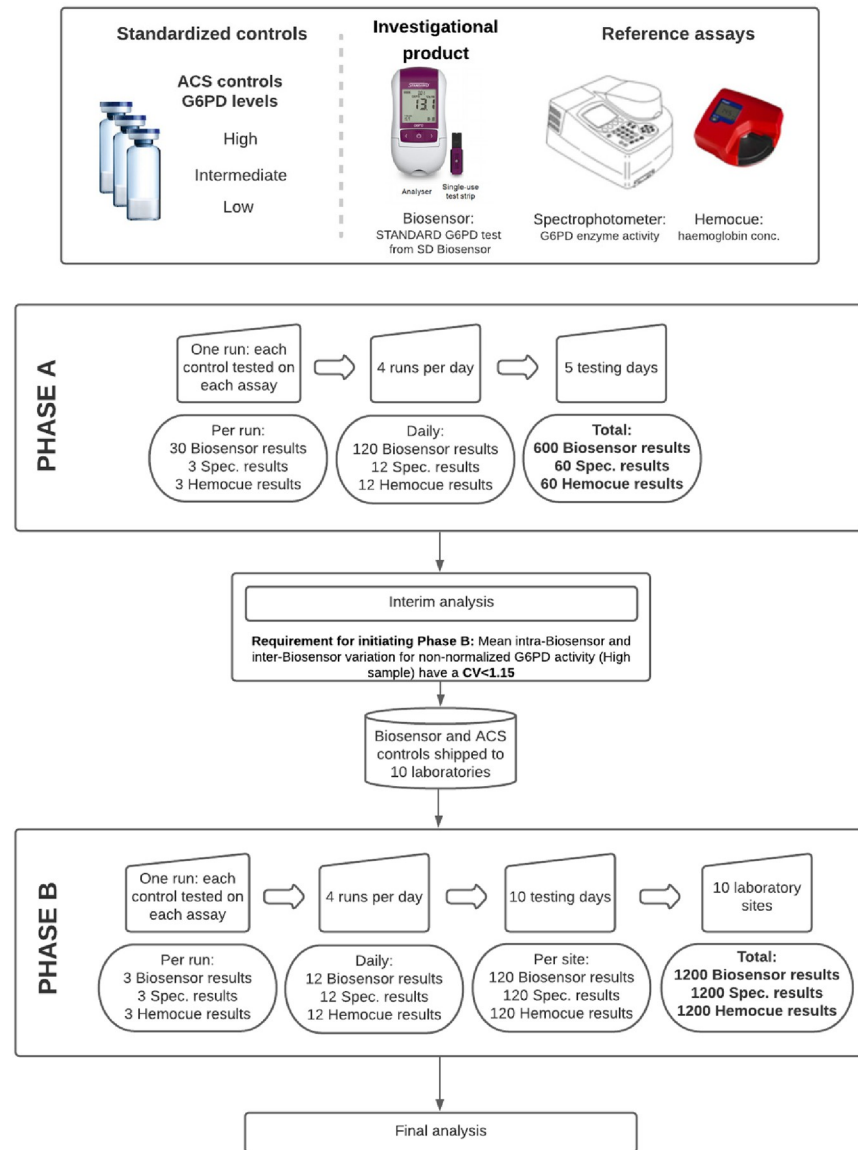 Standardized controls
ACS controls
G6PD levels
High
Intermediate
Low
Investigational
product
13.1
Analyser
Single-use
test strip
Biosensor:
STANDARD G6PD test
from SD Biosensor
Reference assays
Spectrophotometer:
G6PD enzyme activity
Hemocue:
haemoglobin conc.
PHASE A
One run: each
control tested on
each assay
4 runs per day
5 testing days
Per run:
30 Biosensor results
3 Spec. results
3 Hemocue results
Daily:
120 Biosensor results
12 Spec. results
12 Hemocue results
Total:
600 Biosensor results
60 Spec. results
60 Hemocue results
Interim analysis
Requirement for initiating Phase B: Mean intra-Biosensor and
inter-Biosensor variation for non-normalized G6PD activity (High
sample) have a CV<1.15
Biosensor and ACS
controls shipped to
10 laboratories
PHASE B
One run: each
control tested on
each assay
4 runs per day
10 testing days
10 laboratory
sites
Per run:
3 Biosensor results
3 Spec. results
3 Hemocue results
Daily:
12 Biosensor results
12 Spec. results
12 Hemocue results
Per site:
120 Biosensor results
120 Spec. results
120 Hemocue results
Total:
1200 Biosensor results
1200 Spec. results
1200 Hemocue results
Final analysis